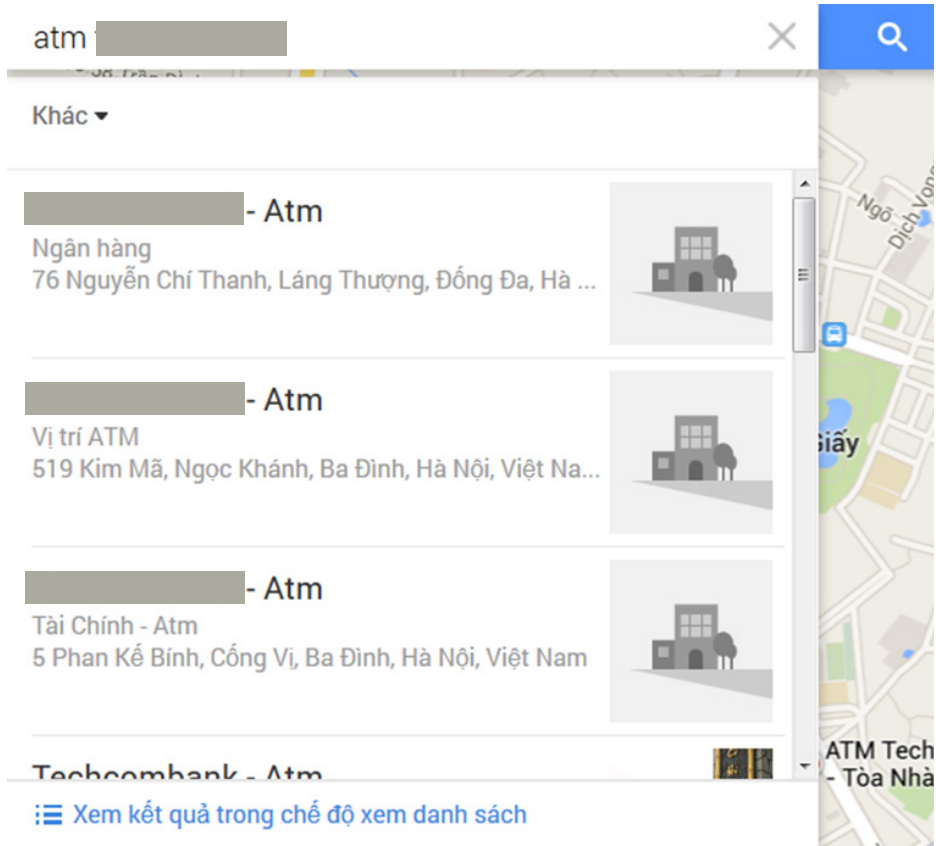 atm
Khác
- Atm
Ngân hàng
76 Nguyễn Chí Thanh, Láng Thượng, Đống Đa, Hà ...
- Atm
Vị trí ATM
519 Kim Mã, Ngọc Khánh, Ba Đình, Hà Nội, Việt Na...
- Atm
Tài Chính - Atm
5 Phan Kế Bính, Cống Vị, Ba Đình, Hà Nội, Việt Nam
Techcombank - Atm
Xem kết quả trong chế độ xem danh sách
Ngõ
Dịch Vọng
Giấy
ATM Tech
- Tòa Nhà